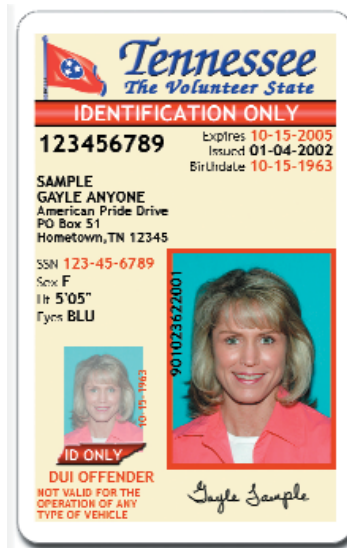 Tennessee
The Volunteer State
IDENTIFICATION ONLY
123456789
Expires 10-15-2005
Issued 01-04-2002
Birthdate 10-15-1963
SAMPLE
GAYLE ANYONE
American Pride Drive
PO Box 51
Hometown,TN 12345
SSN 123-45-6789
Sex F
Ht 5'05"
Eyes BLU
901023622001
10-15-1963
ID ONLY
DUI OFFENDER
NOT VALID FOR THE
OPERATION OF ANY
TYPE OF VEHICLE
Gayle Sample